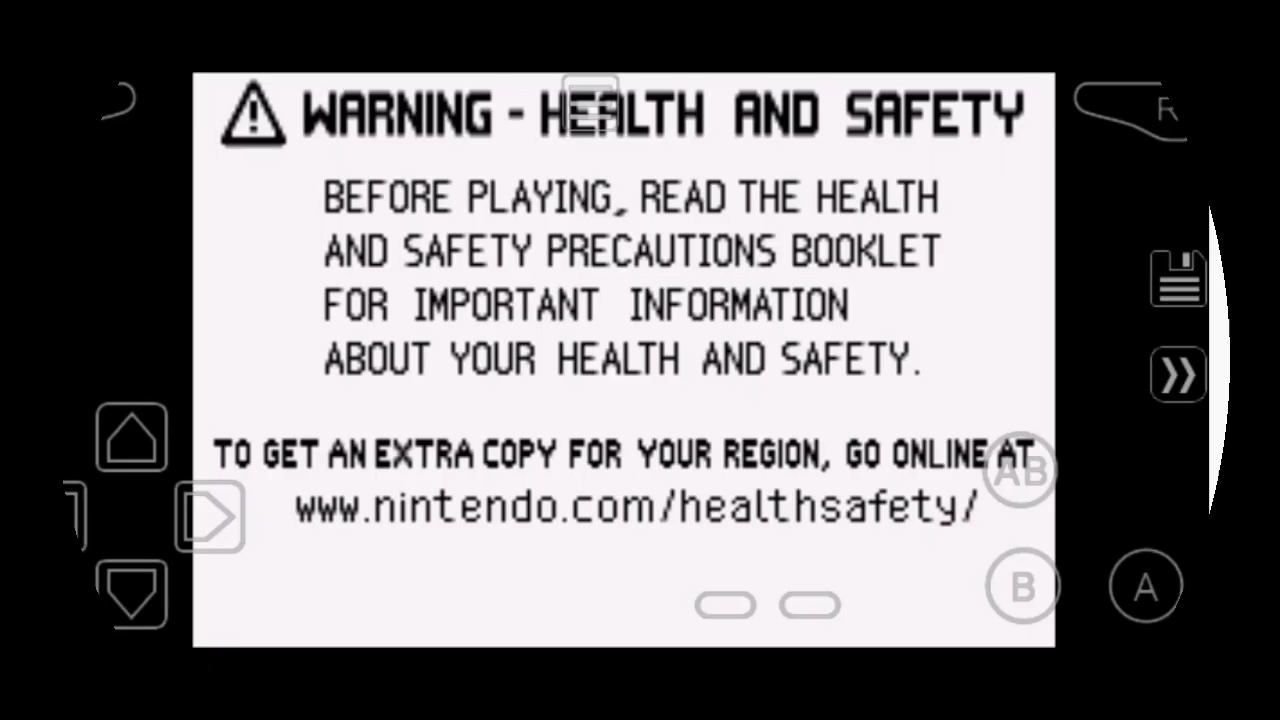 WARNING - HEALTH AND SAFETY
R
BEFORE PLAYING, READ THE HEALTH
AND SAFETY PRECAUTIONS BOOKLET
FOR IMPORTANT INFORMATION
ABOUT YOUR HEALTH AND SAFETY.
TO GET AN EXTRA COPY FOR YOUR REGION, GO ONLINE AT
AB
www.nintendo.com/healthsafety/
B
A